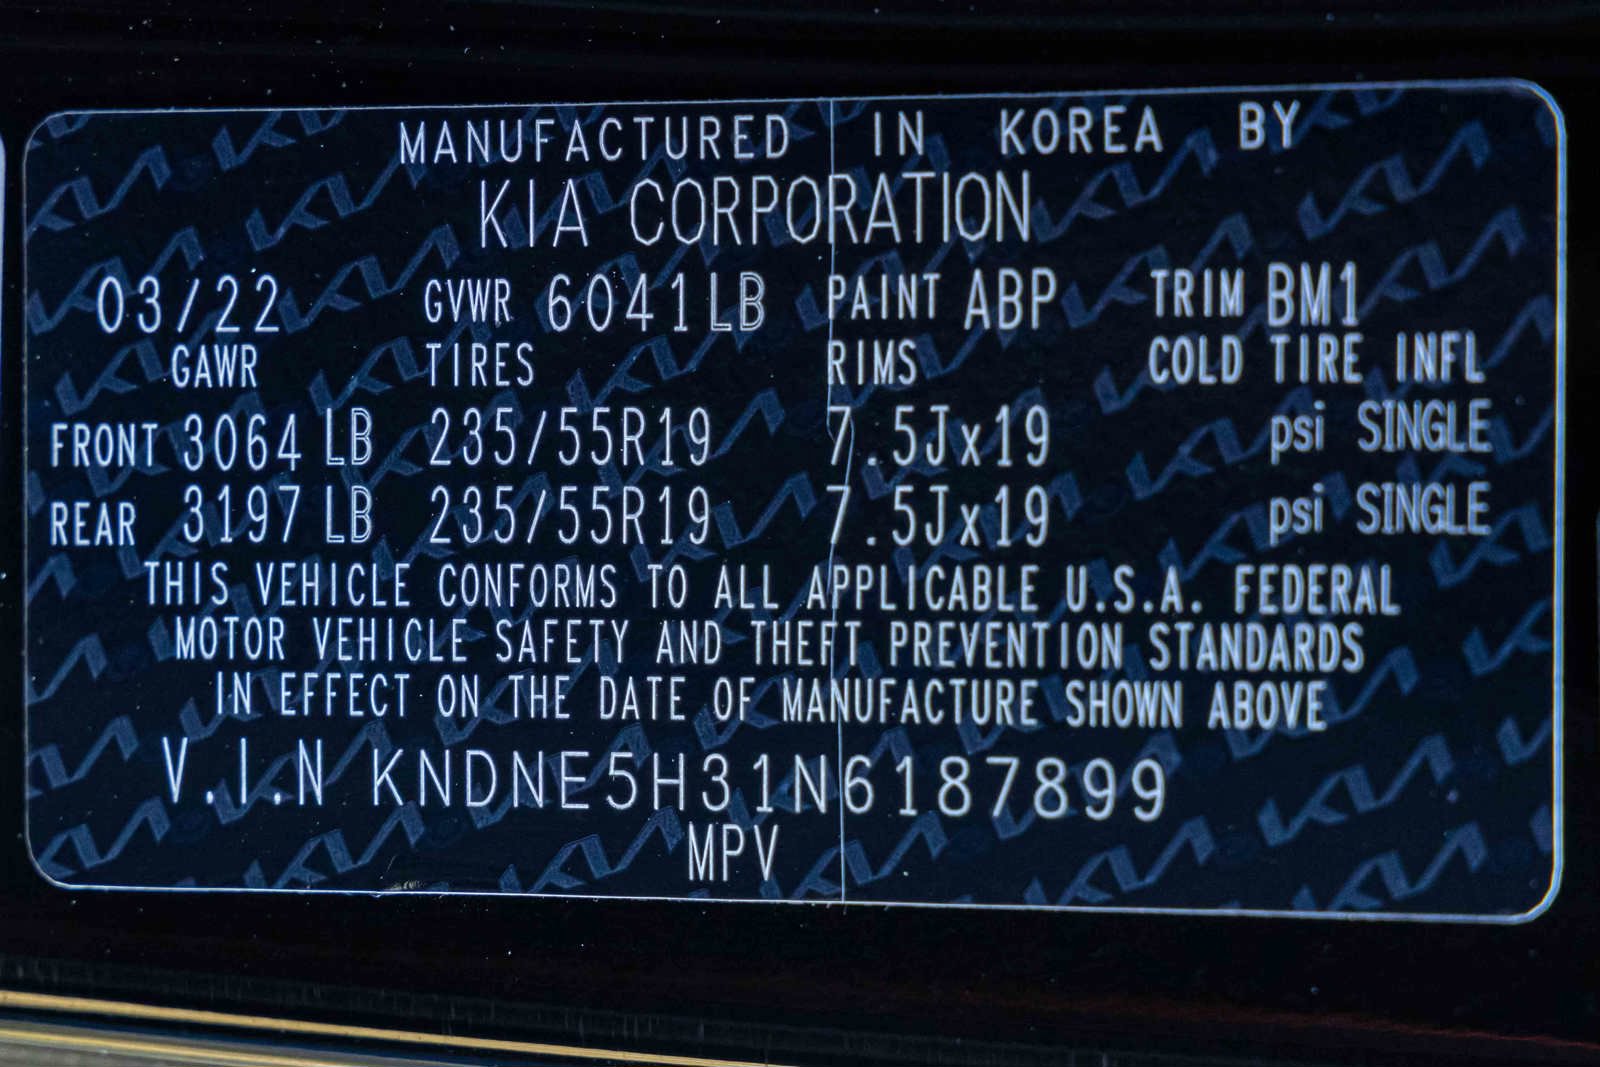 MANUFACTURED IN KOREA BY
KIA CORPORATION
03/22 GVWR 6041LB PAINT ABP TRIM BM1
GAWR TIRES RIMS COLD TIRE INFL
FRONT 3064 LB 235/55R19 7.5Jx19 psi SINGLE
REAR 3197 LB 235/55R19 7.5Jx19 psi SINGLE
THIS VEHICLE CONFORMS TO ALL APPLICABLE U.S.A. FEDERAL
MOTOR VEHICLE SAFETY AND THEFT PREVENTION STANDARDS
IN EFFECT ON THE DATE OF MANUFACTURE SHOWN ABOVE
V.I.N KNDNE5H31N6187899
MPV